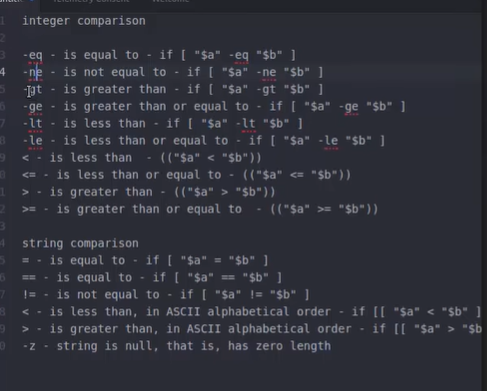 integer comparison
-eq - is equal to - if [ "$a" -eq "$b" ]
-ne - is not equal to - if [ "$a" -ne "$b" ]
-gt - is greater than - if [ "$a" -gt "$b" ]
-ge - is greater than or equal to - if [ "$a" -ge "$b" ]
-lt - is less than - if [ "$a" -lt "$b" ]
-le - is less than or equal to - if [ "$a" -le "$b" ]
< - is less than - (("$a" < "$b"))
<= - is less than or equal to - (("$a" <= "$b"))
> - is greater than - (("$a" > "$b"))
>= - is greater than or equal to - (("$a" >= "$b"))
string comparison
= - is equal to - if [ "$a" = "$b" ]
== - is equal to - if [ "$a" == "$b" ]
!= - is not equal to - if [ "$a" != "$b" ]
< - is less than, in ASCII alphabetical order - if [[ "$a" < "$b" ]
> - is greater than, in ASCII alphabetical order - if [[ "$a" > "$b
-z - string is null, that is, has zero length